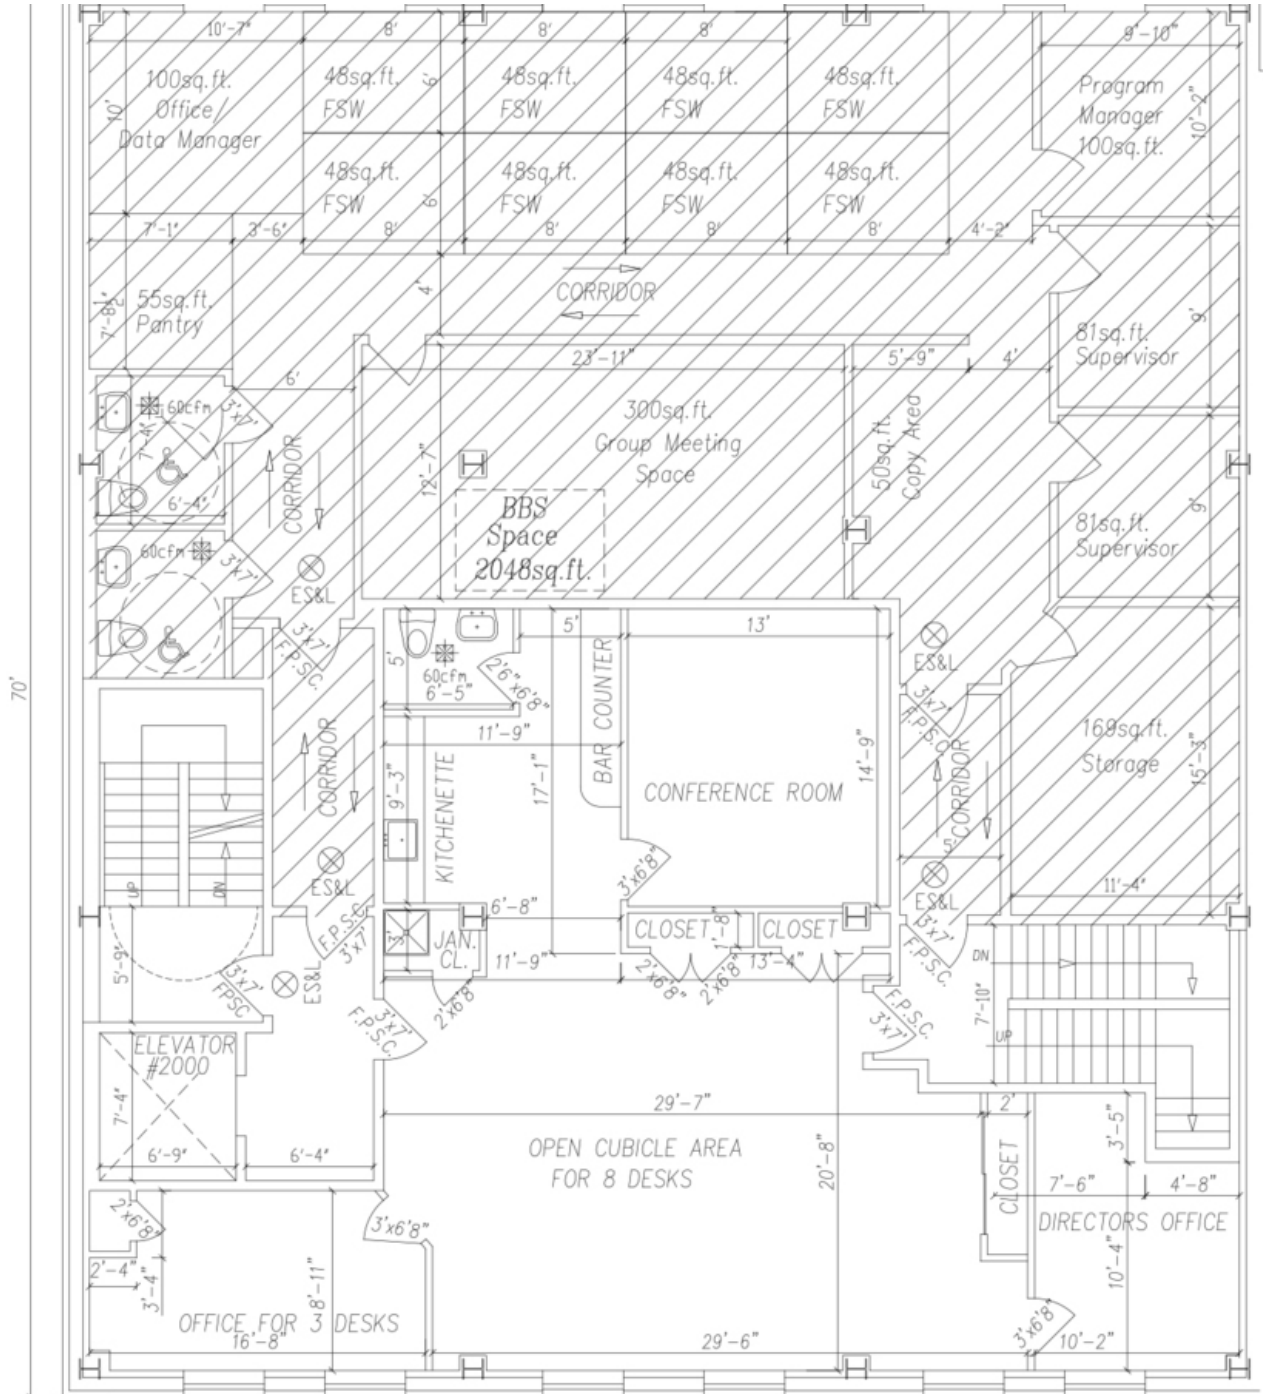 10'-7"
8'
8'
8'
9'-10"
100sq.ft.
Office/
Data Manager
10'
48sq.ft.
FSW
6'
48sq.ft.
FSW
48sq.ft.
FSW
48sq.ft.
FSW
Program
Manager
100sq.ft.
10'-2"
48sq.ft.
FSW
6'
48sq.ft.
FSW
48sq.ft.
FSW
48sq.ft.
FSW
7'-1"
3'-6"
8'
8'
8'
8'
4'-2"
55sq.ft.
Pantry
7'-8½"
4'
CORRIDOR
81sq.ft.
Supervisor
9'
23'-11"
5'-9"
4'
6'
60cfm
3'x7'
7'-4"
6'-4"
CORRIDOR
12'-7"
300sq.ft.
Group Meeting
Space
50sq.ft.
Copy Area
BBS
Space
2048sq.ft.
81sq.ft.
Supervisor
9'
60cfm
3'x7'
ES&L
3'x7'
F.P.S.C.
5'
60cfm
6'-5"
2'6"x6'8"
5'
13'
ES&L
3'x7'
F.P.S.C.
70'
CORRIDOR
11'-9"
KITCHENETTE
9'-3"
17'-1"
BAR COUNTER
CONFERENCE ROOM
14'-9"
CORRIDOR
169sq.ft.
Storage
15'-3"
5'
UP
DN
ES&L
3'x6'8"
ES&L
11'-4"
F.P.S.C.
3'x7'
6'-8"
3'
JAN.
CL.
CLOSET
1'-8"
CLOSET
3'x7'
F.P.S.C.
5'-9"
3'x7'
FPSC
ES&L
11'-9"
2'x6'8"
2'x6'8"
2'x6'8"
13'-4"
DN
7'-10"
UP
3'x7'
F.P.S.C.
F.P.S.C.
3'x7'
ELEVATOR
#2000
7'-4"
6'-9"
6'-4"
29'-7"
2'
OPEN CUBICLE AREA
FOR 8 DESKS
20'-8"
CLOSET
3'-5"
7'-6"
4'-8"
DIRECTORS OFFICE
10'-4"
2'x6'8"
3'x6'8"
2'-4"
3'-4"
8'-11"
OFFICE FOR 3 DESKS
16'-8"
29'-6"
3'x6'8"
10'-2"